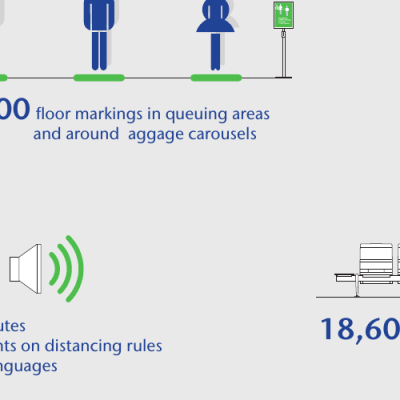 00 floor markings in queuing areas
and around aggage carousels
utes
nts on distancing rules
nguages
18,60